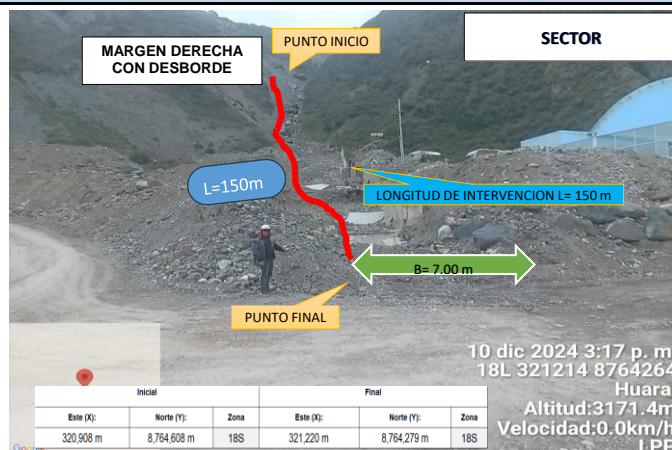 MARGEN DERECHA
CON DESBORDE
PUNTO INICIO
SECTOR
L=150m
LONGITUD DE INTERVENCION L= 150 m
B= 7.00 m
PUNTO FINAL
10 dic 2024 3:17 p. m.
18L 321214 8764264
Huaral
Altitud:3171.4m
Velocidad:0.0km/h
Inicial Final
Este (X): Norte (Y): Zona Este (X): Norte (Y): Zona
320,908 m 8,764,608 m 18S 321,220 m 8,764,279 m 18S
Google